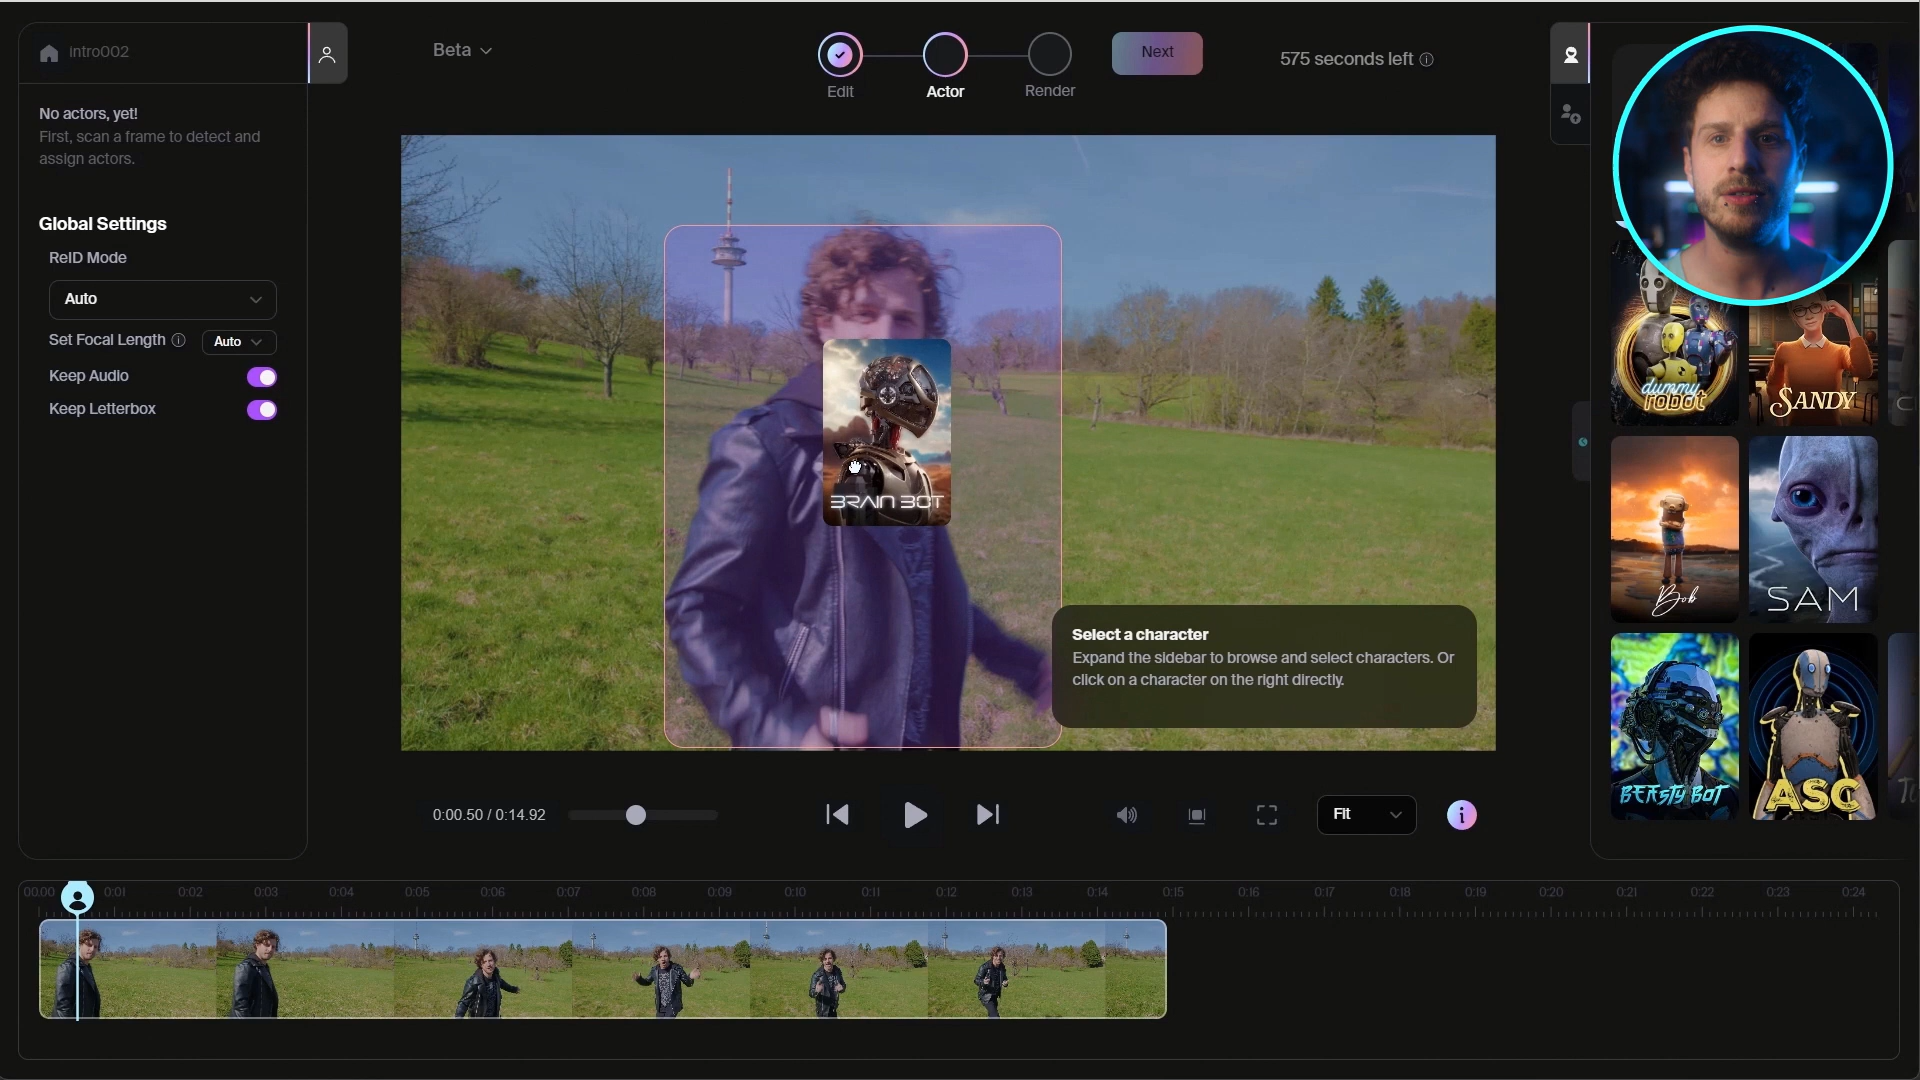 intro002
Beta
Edit
Actor
Render
Next
575 seconds left
No actors, yet!
First, scan a frame to detect and
assign actors.
Global Settings
ReID Mode
Auto
Set Focal Length
Auto
Keep Audio
Keep Letterbox
BRAIN BOT
Select a character
Expand the sidebar to browse and select characters. Or
click on a character on the right directly.
dummy
robot
SANDY
Bob
SAM
BEASTY BOT
ASC
0:00.50 / 0:14.92
Fit
00:00 0:01 0:02 0:03 0:04 0:05 0:06 0:07 0:08 0:09 0:10 0:11 0:12 0:13 0:14 0:15 0:16 0:17 0:18 0:19 0:20 0:21 0:22 0:23 0:24